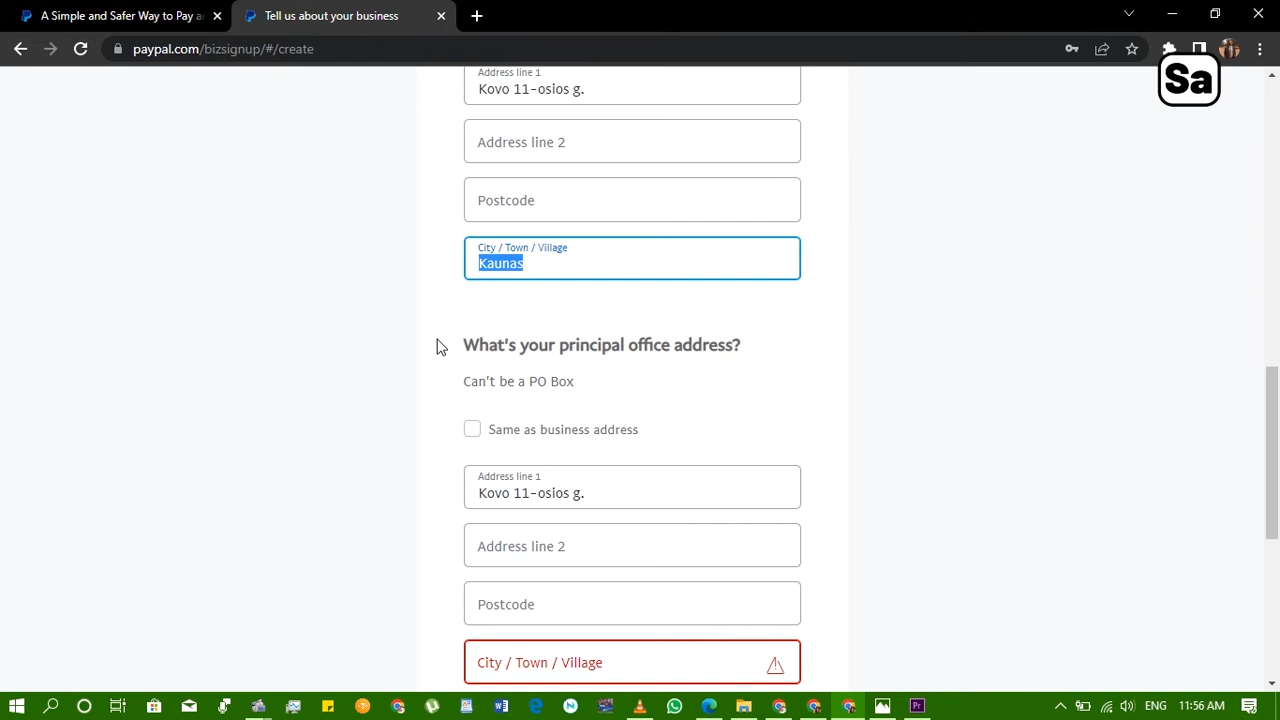 A Simple and Safer Way to Pay a
Tell us about your business
paypal.com/bizsignup/#/create
Sa
Address line 1
Kovo 11-osios g.
Address line 2
Postcode
City / Town / Village
Kaunas
What's your principal office address?
Can't be a PO Box
Same as business address
Address line 1
Kovo 11-osios g.
Address line 2
Postcode
City / Town / Village
ENG
11:56 AM